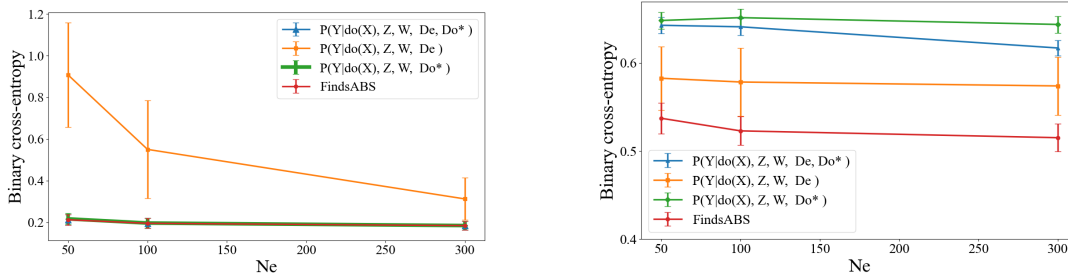 1.2
1.0
0.8
0.6
0.4
0.2
Binary cross-entropy
50
100
150
200
250
300
Ne
P(Y|do(X), Z, W, De, Do* )
P(Y|do(X), Z, W, De )
P(Y|do(X), Z, W, Do* )
FindsABS
0.6
0.5
0.4
Binary cross-entropy
50
100
150
200
250
300
Ne
P(Y|do(X), Z, W, De, Do* )
P(Y|do(X), Z, W, De )
P(Y|do(X), Z, W, Do* )
FindsABS